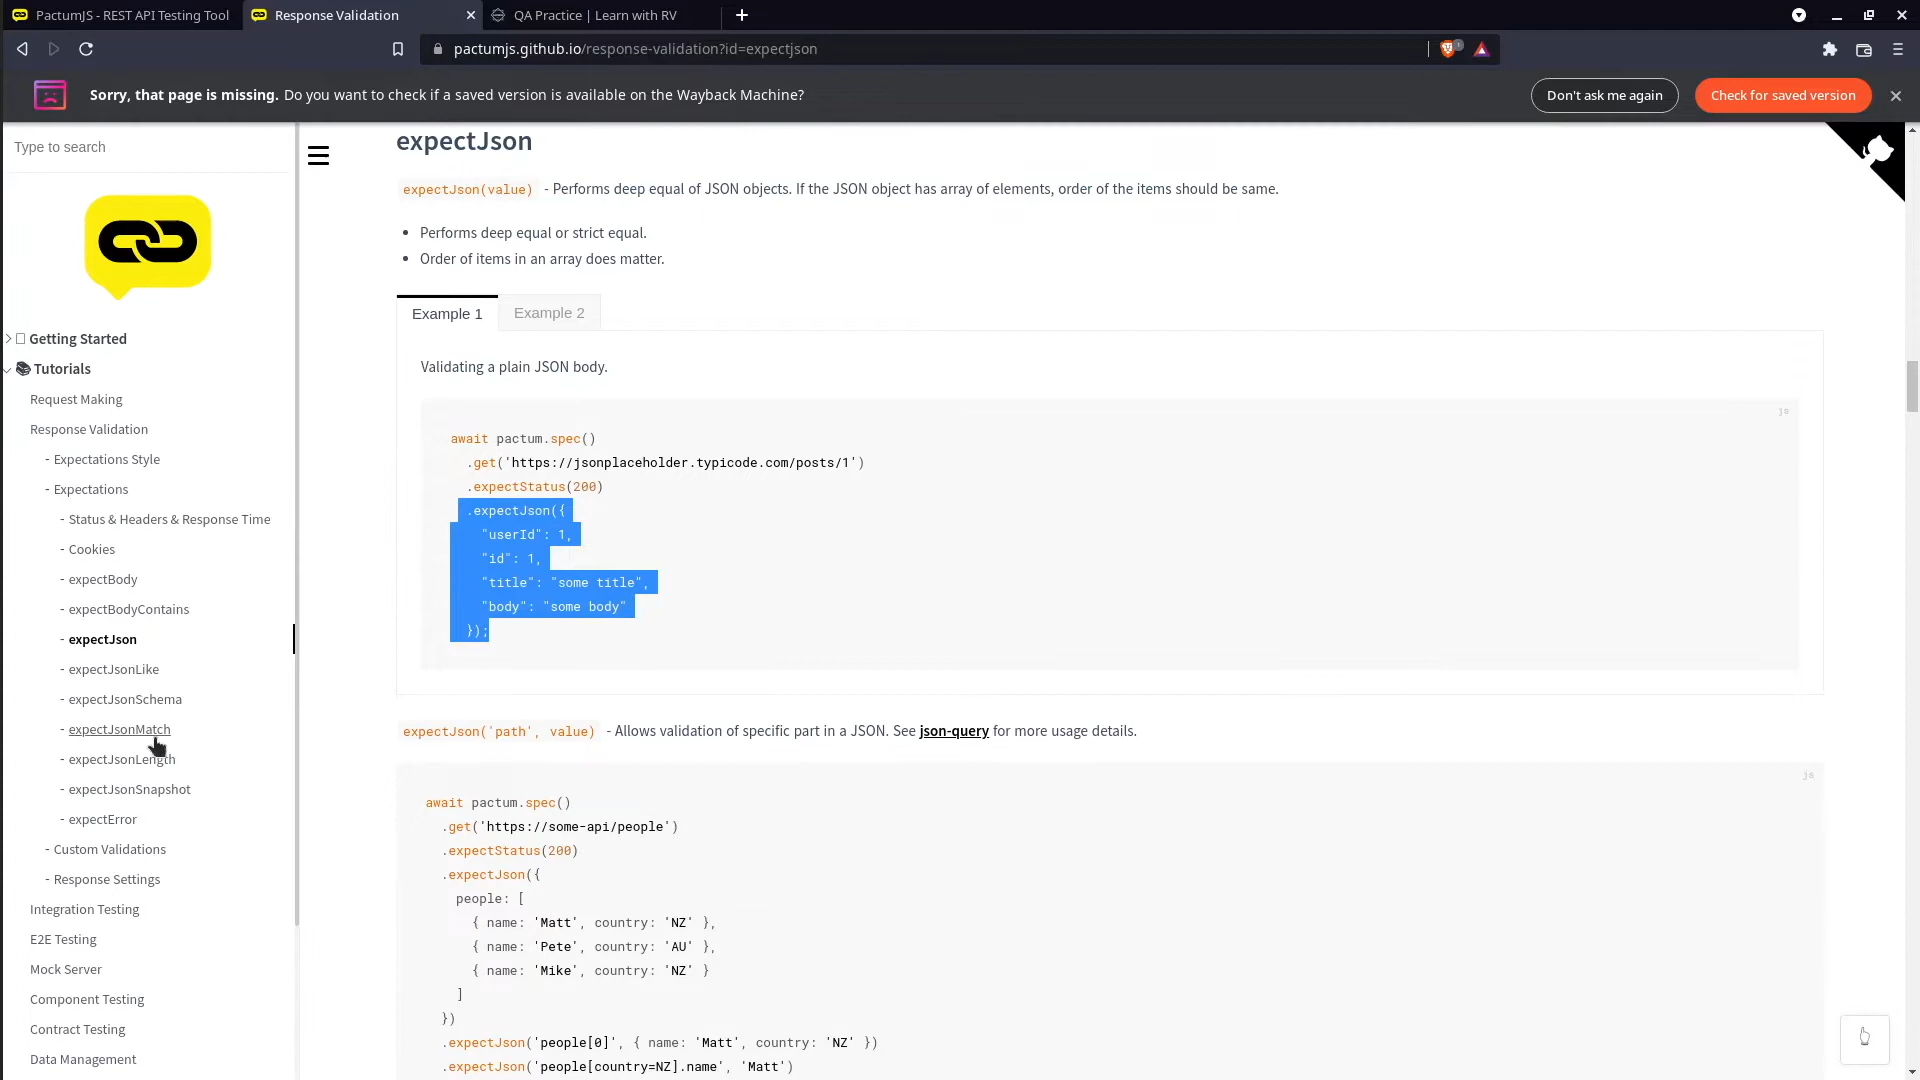 PactumJS - REST API Testing Tool
Response Validation
QA Practice | Learn with RV
pactumjs.github.io/response-validation?id=expectjson
1
Sorry, that page is missing. Do you want to check if a saved version is available on the Wayback Machine?
Don't ask me again
Check for saved version
Type to search
Getting Started
Tutorials
Request Making
Response Validation
- Expectations Style
- Expectations
- Status & Headers & Response Time
- Cookies
- expectBody
- expectBodyContains
- expectJson
- expectJsonLike
- expectJsonSchema
- expectJsonMatch
- expectJsonLength
- expectJsonSnapshot
- expectError
- Custom Validations
- Response Settings
Integration Testing
E2E Testing
Mock Server
Component Testing
Contract Testing
Data Management
expectJson
expectJson(value) - Performs deep equal of JSON objects. If the JSON object has array of elements, order of the items should be same.
• Performs deep equal or strict equal.
• Order of items in an array does matter.
Example 1
Example 2
Validating a plain JSON body.
js
await pactum.spec()
.get('https://jsonplaceholder.typicode.com/posts/1')
.expectStatus(200)
.expectJson({
"userId": 1,
"id": 1,
"title": "some title",
"body": "some body"
});
expectJson('path', value) - Allows validation of specific part in a JSON. See json-query for more usage details.
js
await pactum.spec()
.get('https://some-api/people')
.expectStatus(200)
.expectJson({
people: [
{ name: 'Matt', country: 'NZ' },
{ name: 'Pete', country: 'AU' },
{ name: 'Mike', country: 'NZ' }
]
})
.expectJson('people[0]', { name: 'Matt', country: 'NZ' })
.expectJson('people[country=NZ].name', 'Matt')